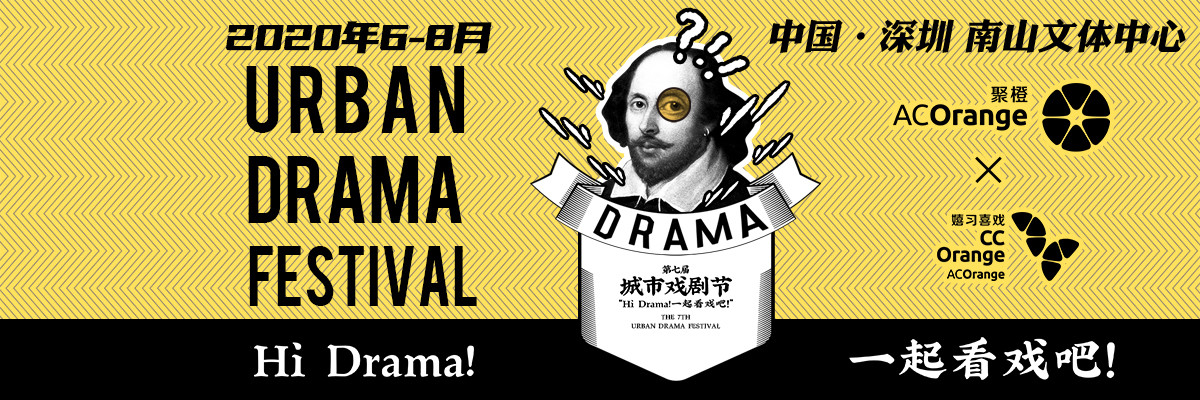 2020年6-8月
URBAN
DRAMA
FESTIVAL
Hi Drama!
?!
DRAMA
第七届
城市戏剧节
"Hi Drama!一起看戏吧!"
THE 7TH
URBAN DRAMA FESTIVAL
中国·深圳 南山文体中心
聚橙
ACOrange
×
嬉习喜戏
CC
Orange
ACOrange
一起看戏吧!